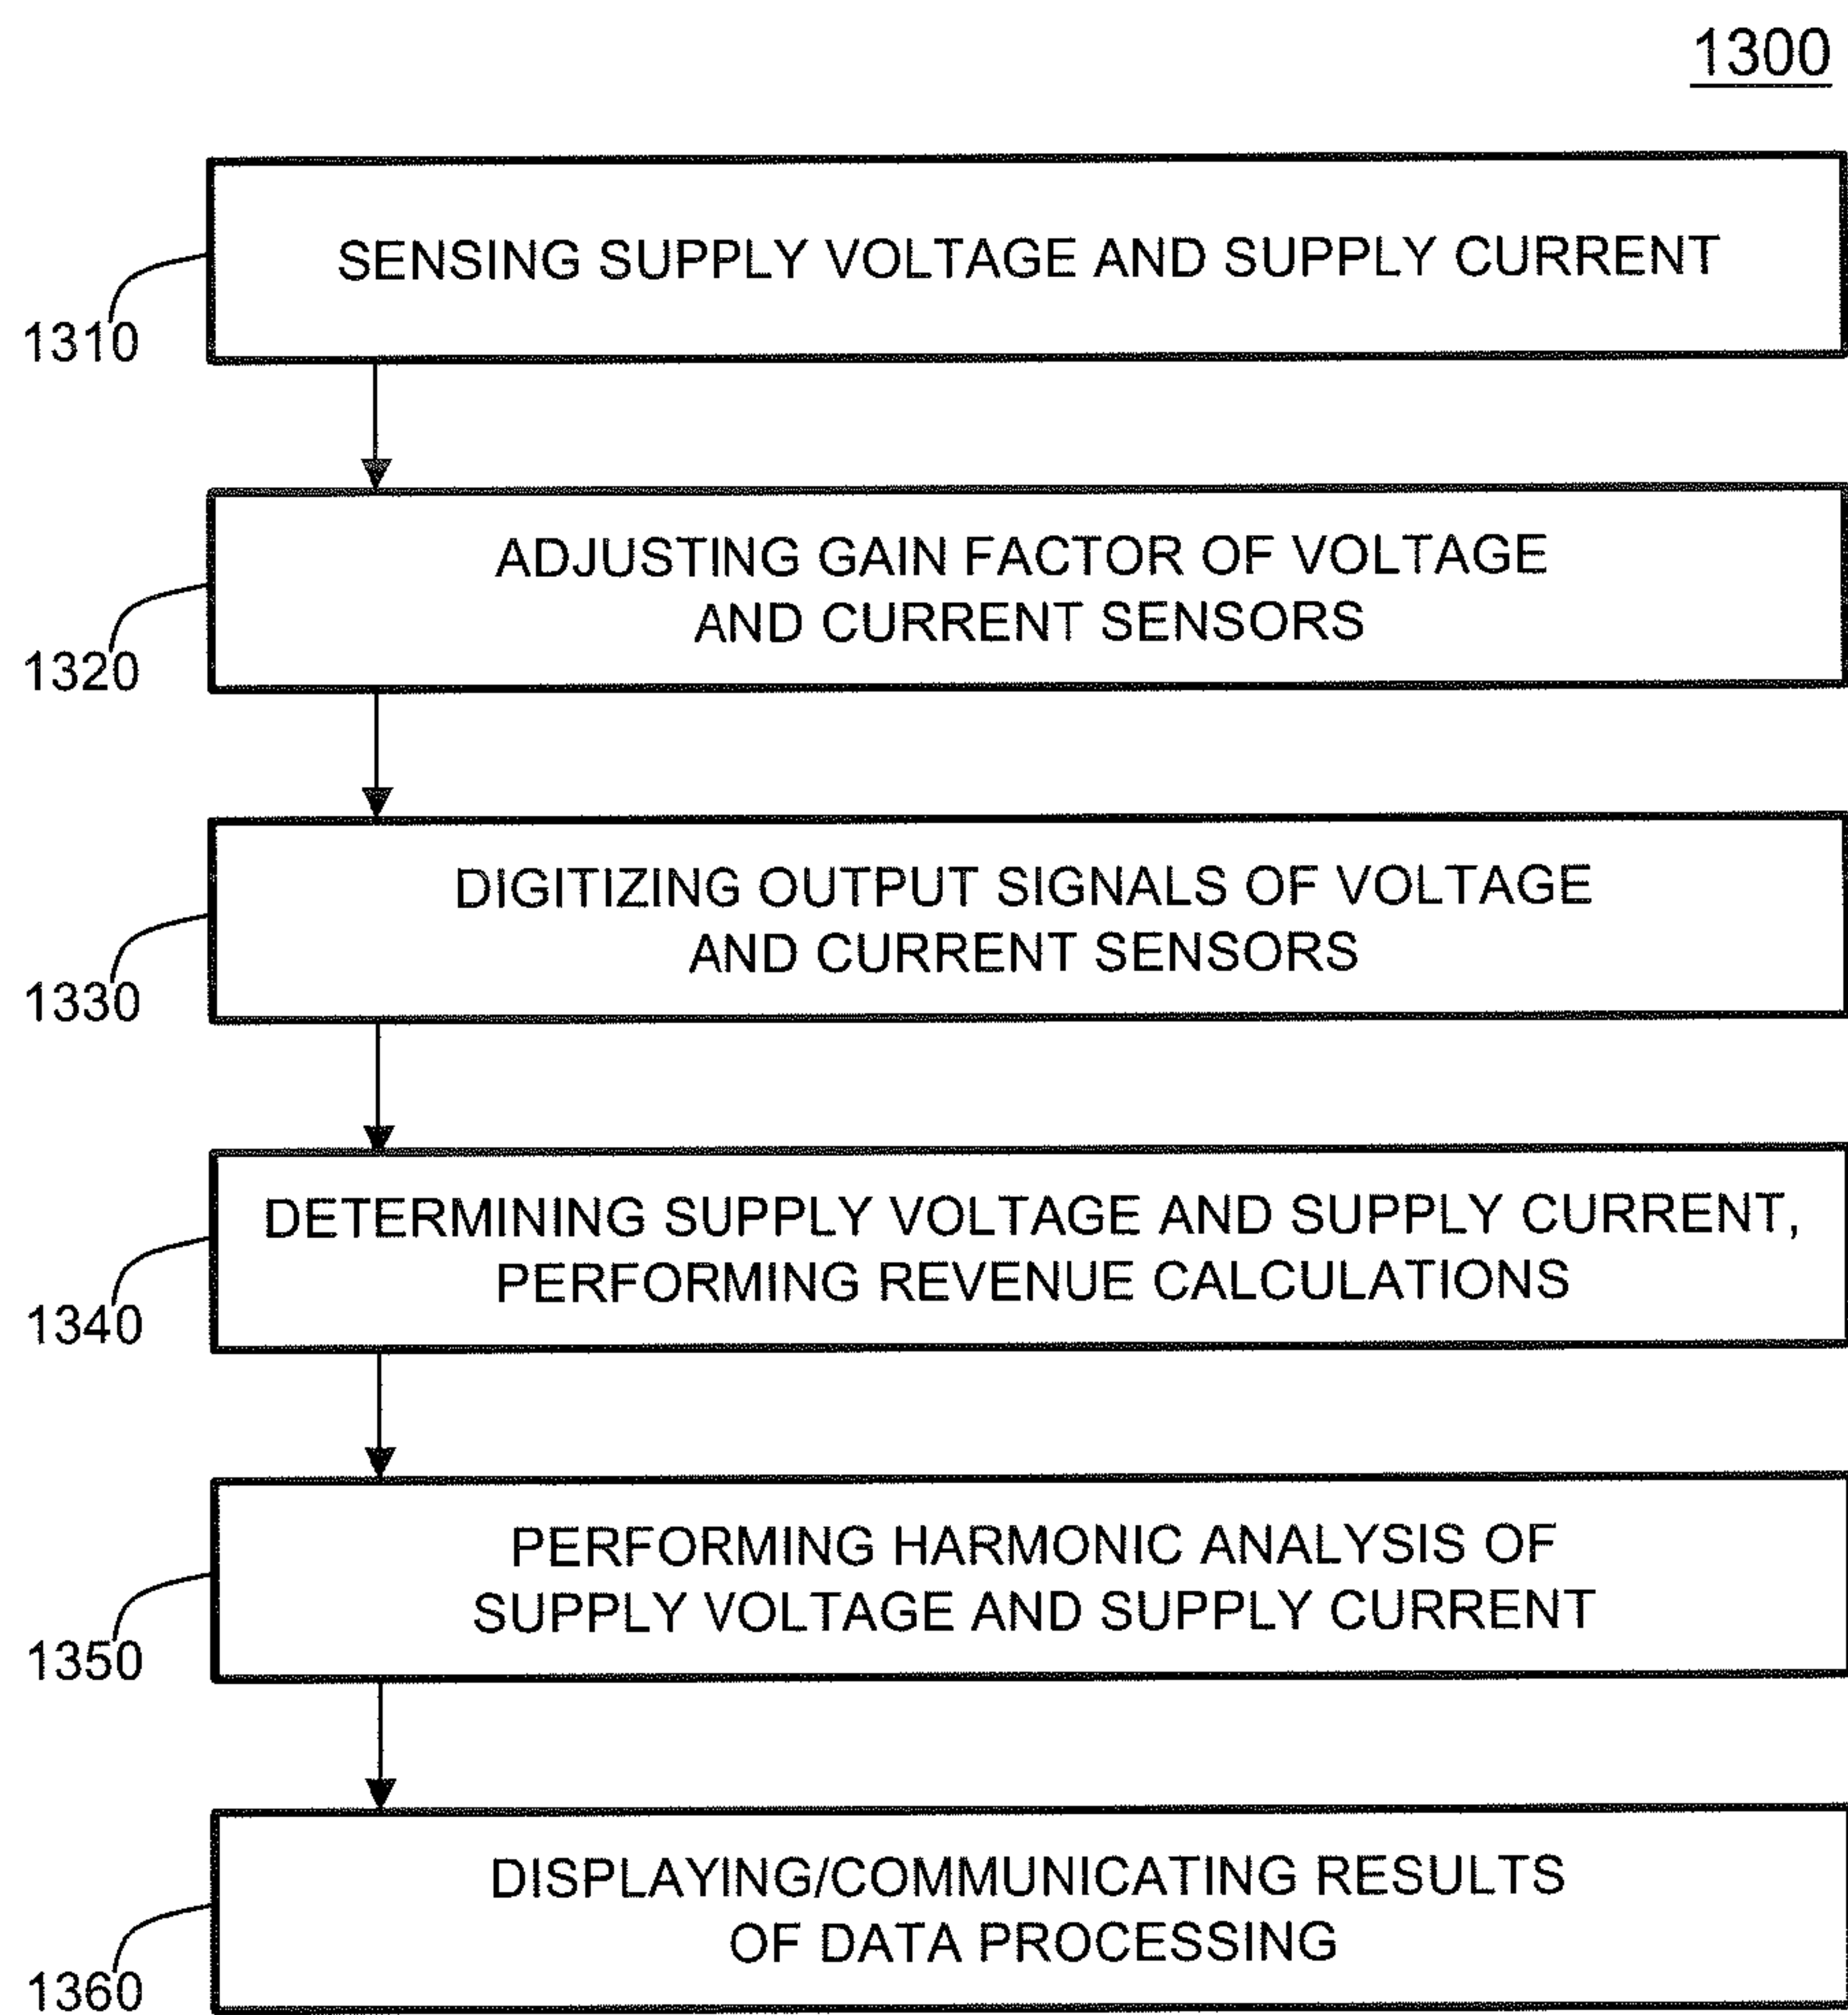 1300
SENSING SUPPLY VOLTAGE AND SUPPLY CURRENT
1310
ADJUSTING GAIN FACTOR OF VOLTAGE
AND CURRENT SENSORS
1320
DIGITIZING OUTPUT SIGNALS OF VOLTAGE
AND CURRENT SENSORS
1330
DETERMINING SUPPLY VOLTAGE AND SUPPLY CURRENT,
PERFORMING REVENUE CALCULATIONS
1340
PERFORMING HARMONIC ANALYSIS OF
SUPPLY VOLTAGE AND SUPPLY CURRENT
1350
DISPLAYING/COMMUNICATING RESULTS
OF DATA PROCESSING
1360